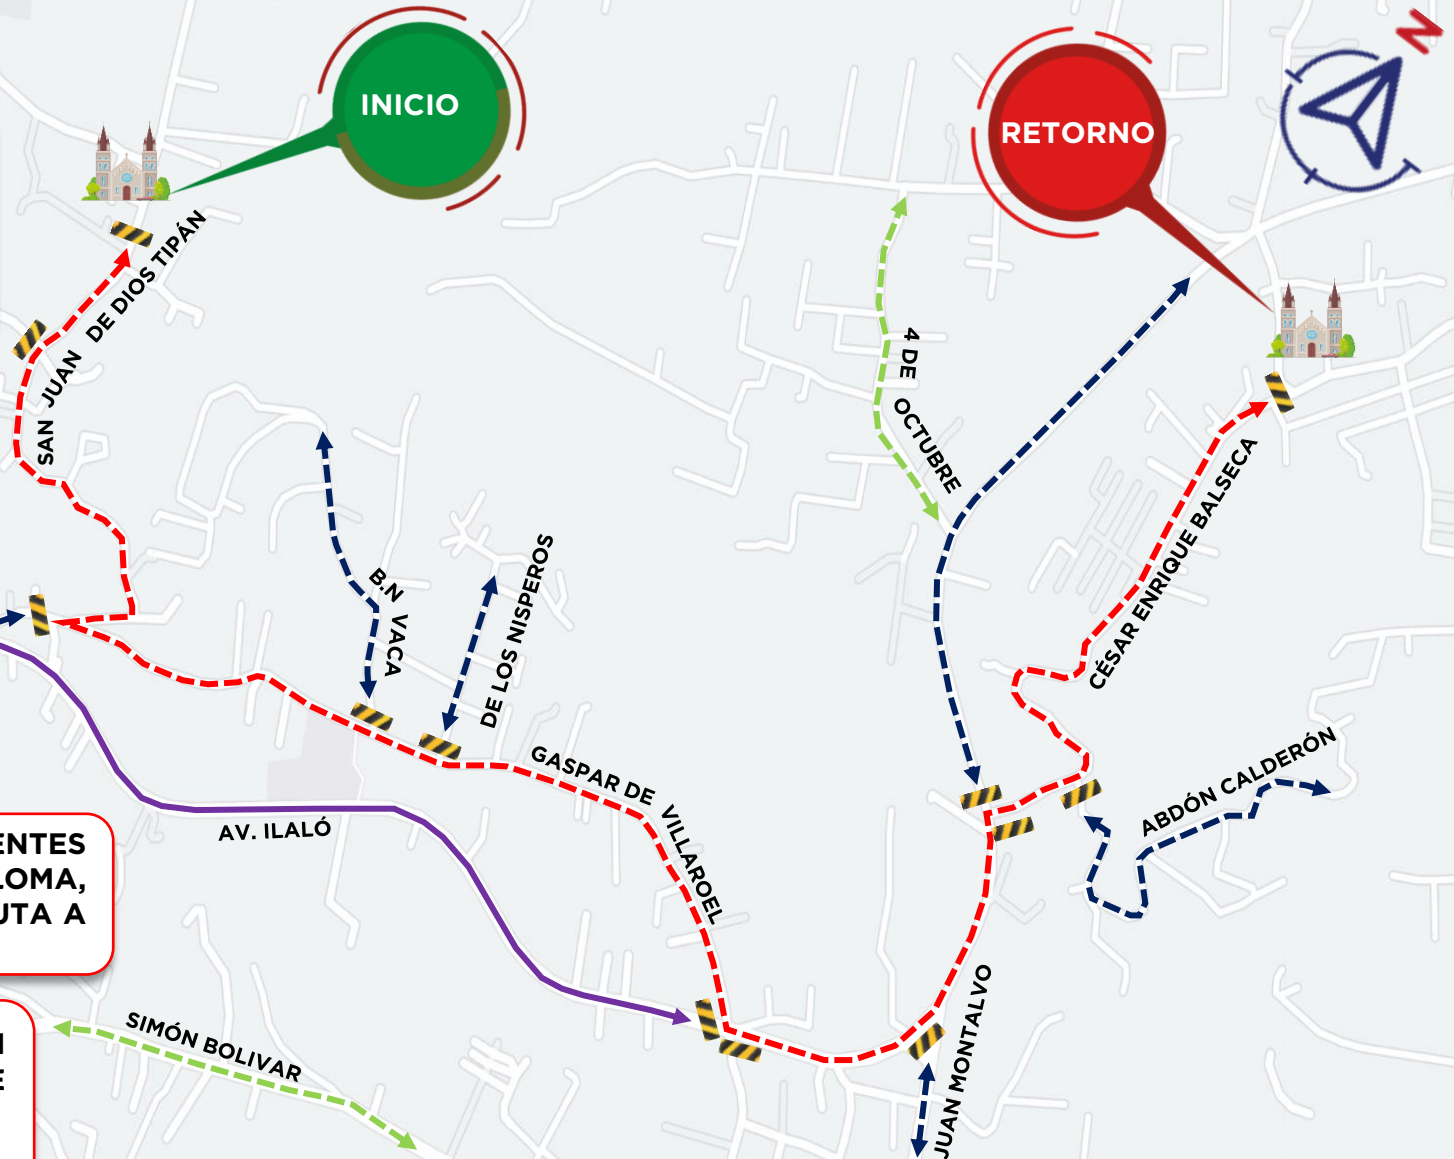 N
INICIO
RETORNO
SAN JUAN DE DIOS TIPÁN
4 DE OCTUBRE
CÉSAR ENRIQUE BALSECA
B.N VACA
DE LOS NISPEROS
GASPAR DE VILLAROEL
ABDÓN CALDERÓN
AV. ILALÓ
LOMA,
UTA A
SIMÓN BOLIVAR
JUAN MONTALVO